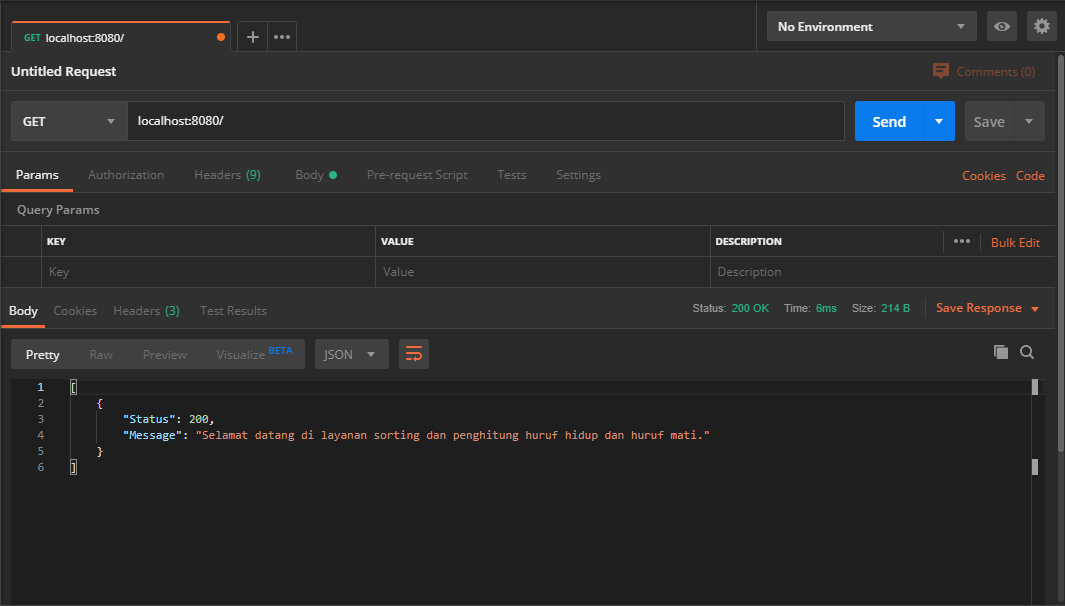 GET localhost:8080/
No Environment
Untitled Request
Comments (0)
GET localhost:8080/
Send Save
Params Authorization Headers (9) Body Pre-request Script Tests Settings Cookies Code
Query Params
KEY VALUE DESCRIPTION Bulk Edit
Key Value Description
Body Cookies Headers (3) Test Results Status: 200 OK Time: 6ms Size: 214 B Save Response
Pretty Raw Preview Visualize BETA JSON
1 [
2 {
3 "Status": 200,
4 "Message": "Selamat datang di layanan sorting dan penghitung huruf hidup dan huruf mati."
5 }
6 ]